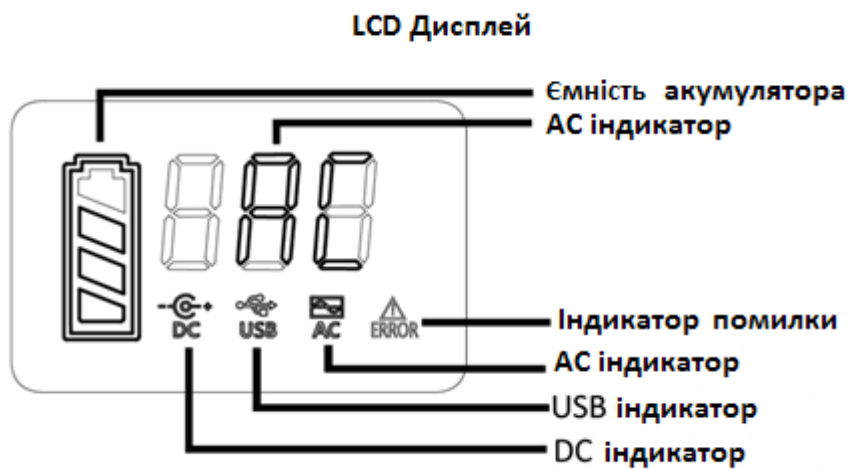 LCD Дисплей
Ємність акумулятора
AC індикатор
AC
DC USB AC ERROR
Індикатор помилки
AC індикатор
USB індикатор
DC індикатор